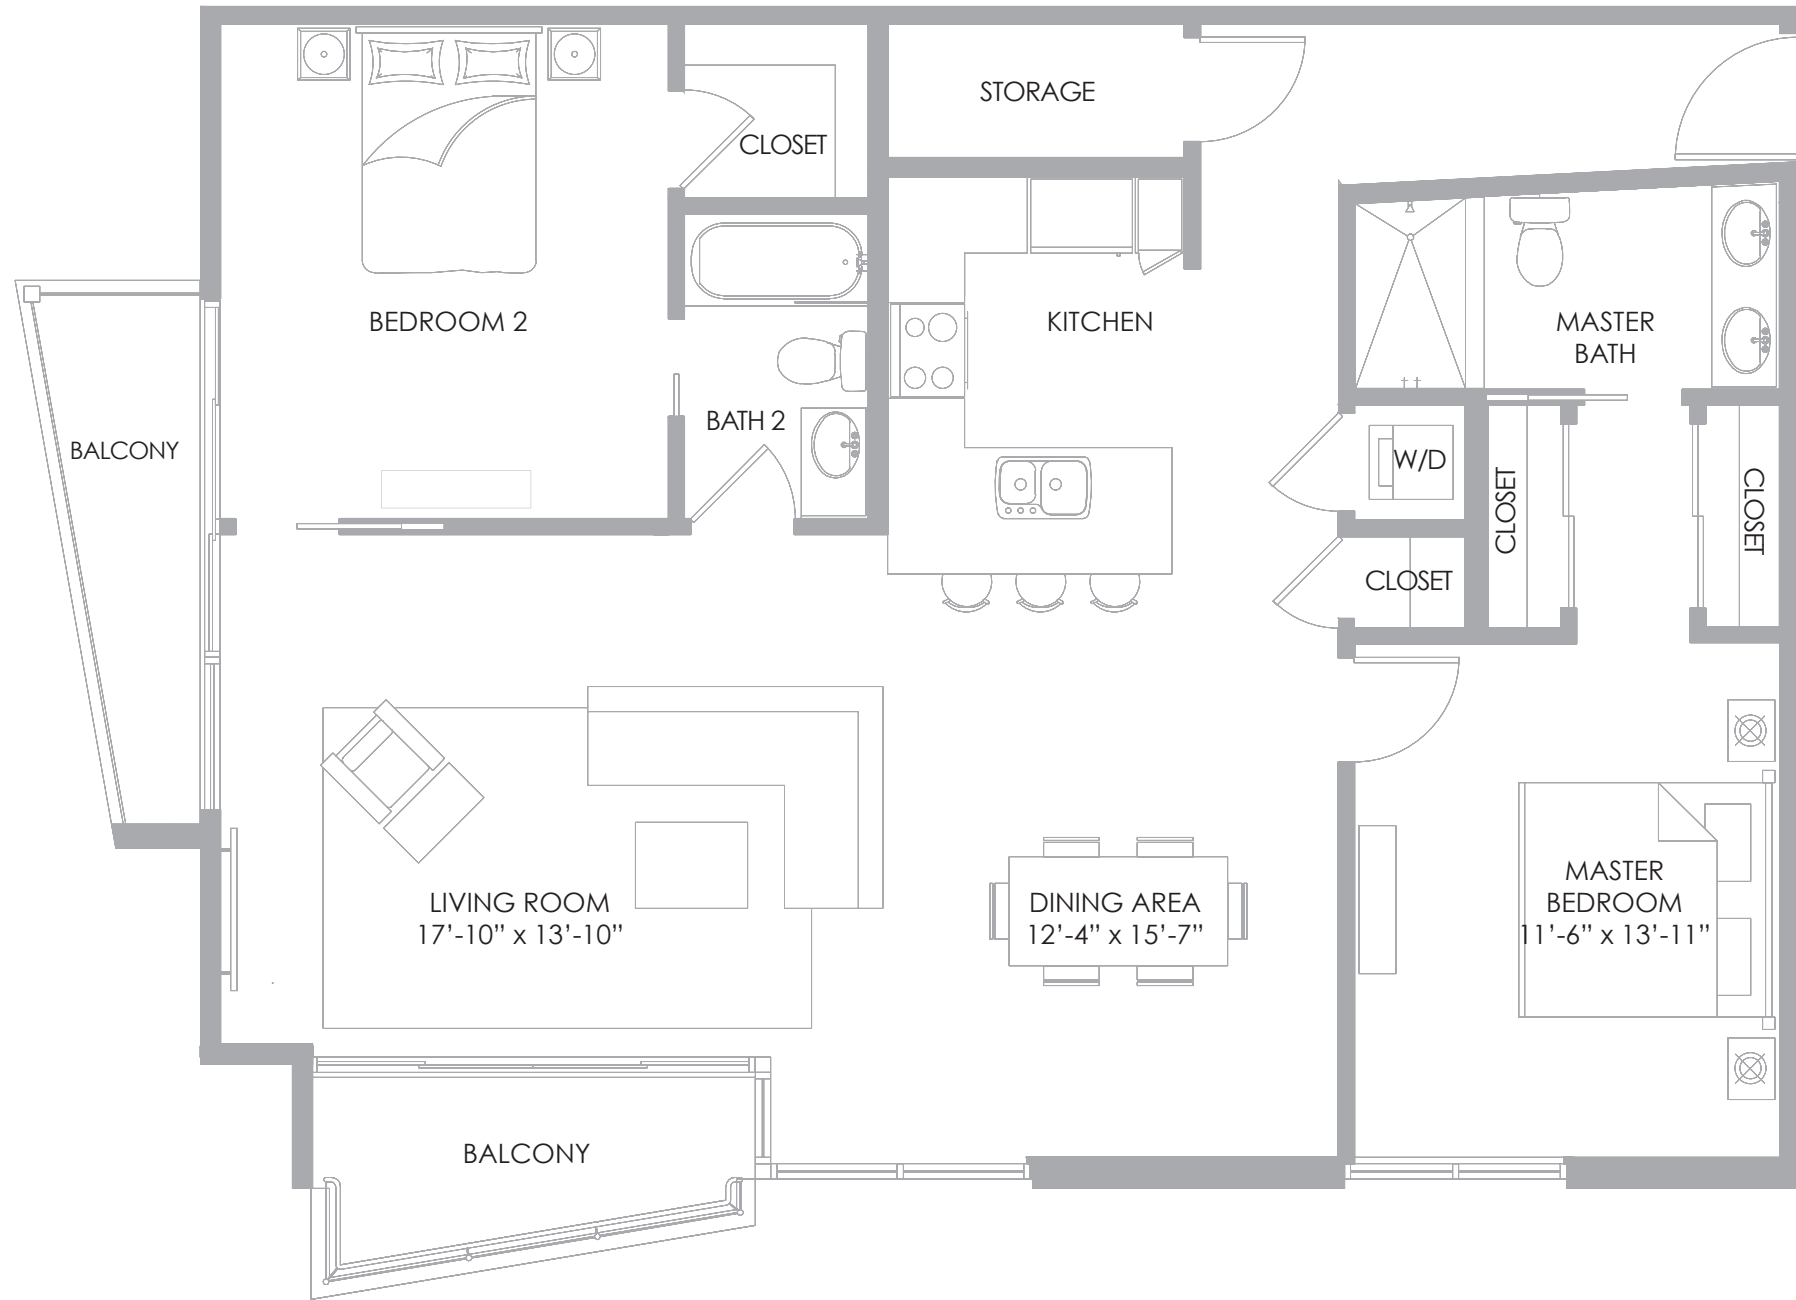 STORAGE
CLOSET
BEDROOM 2
KITCHEN
MASTER
BATH
BATH 2
BALCONY
W/D
CLOSET
CLOSET
CLOSET
LIVING ROOM
17'-10” x 13'-10”
DINING AREA
12'-4” x 15'-7”
MASTER
BEDROOM
11'-6” x 13'-11”
BALCONY